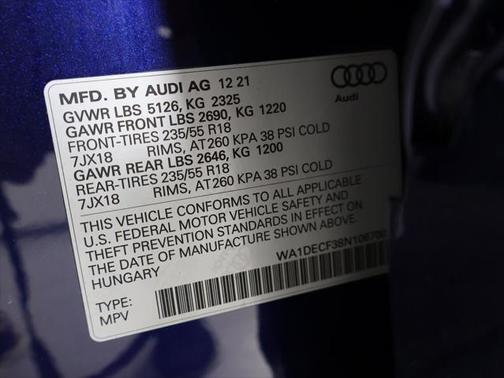 MFD. BY AUDI AG 12 21
GVWR LBS 5126, KG 2325
GAWR FRONT LBS 2690, KG 1220
FRONT-TIRES 235/55 R18
7JX18 RIMS, AT260 KPA 38 PSI COLD
GAWR REAR LBS 2646, KG 1200
REAR-TIRES 235/55 R18
7JX18 RIMS, AT260 KPA 38 PSI COLD
Audi
THIS VEHICLE CONFORMS TO ALL APPLICABLE
U.S. FEDERAL MOTOR VEHICLE SAFETY AND
THEFT PREVENTION STANDARDS IN EFFECT ON
THE DATE OF MANUFACTURE SHOWN ABOVE
HUNGARY
TYPE:
MPV